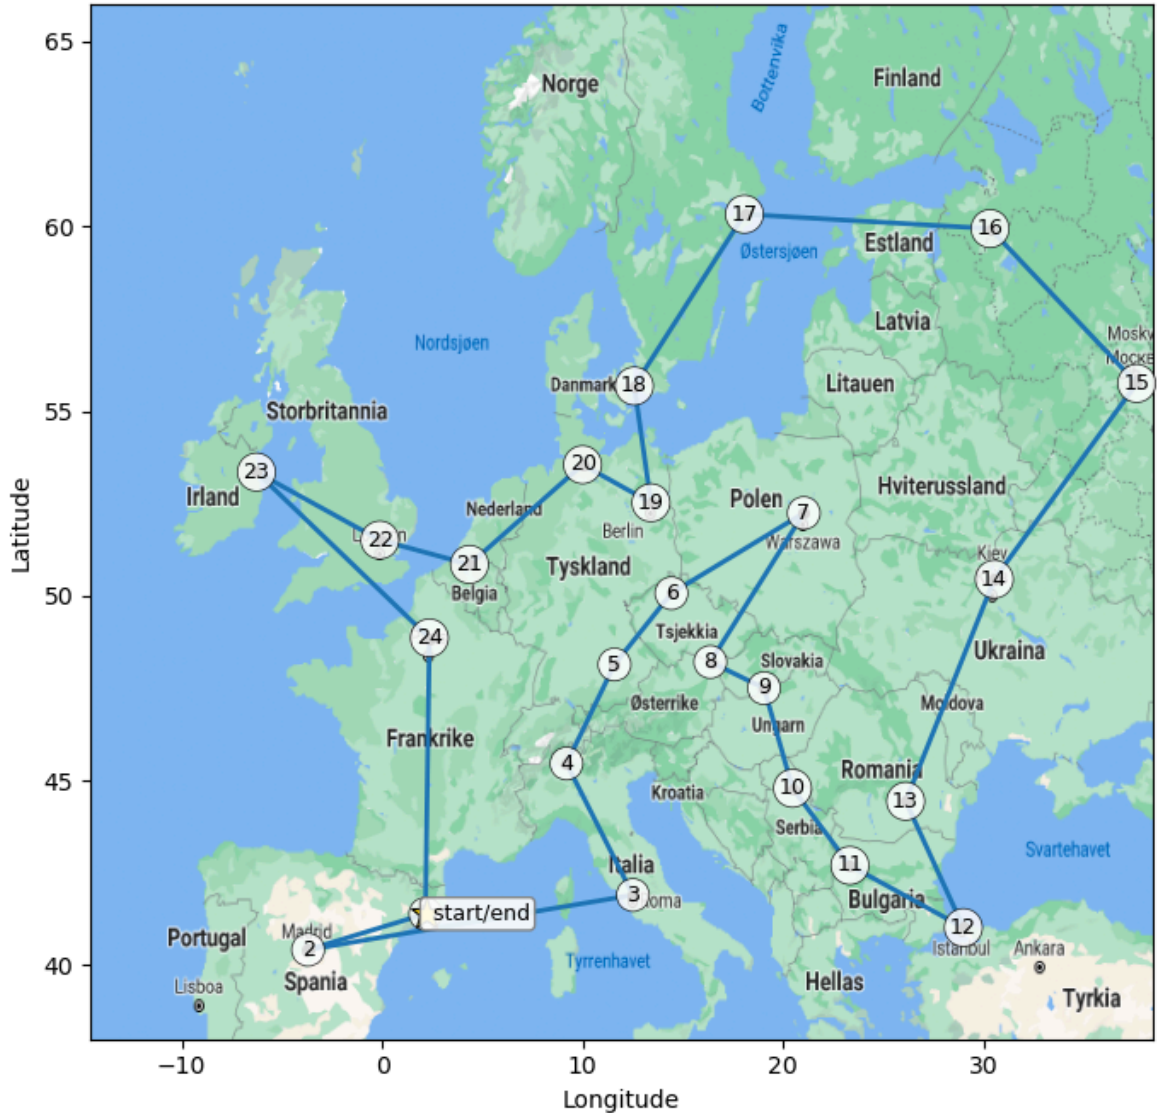 65
60
55
50
45
40
Latitude
−10
0
10
20
30
Longitude
Norge
Finland
Bottenvika
17
16
Østersjøen
Estland
Latvia
Nordsjøen
Litauen
15
Danmark
18
Storbritannia
23
Irland
20
19
Nederland
Berlin
Polen
7
Warszawa
Hviterussland
22
21
Belgia
Tyskland
Kiev
14
6
24
Tsjekkia
5
8
Slovakia
Ukraina
9
Østerrike
Moldova
Frankrike
Ungarn
4
10
Romania
13
Kroatia
Serbia
11
Italia
Svartehavet
Bulgaria
3
start/end
12
Portugal
Madrid
2
Istanbul
Ankara
Tyrrenhavet
Lisboa
Spania
Hellas
Tyrkia